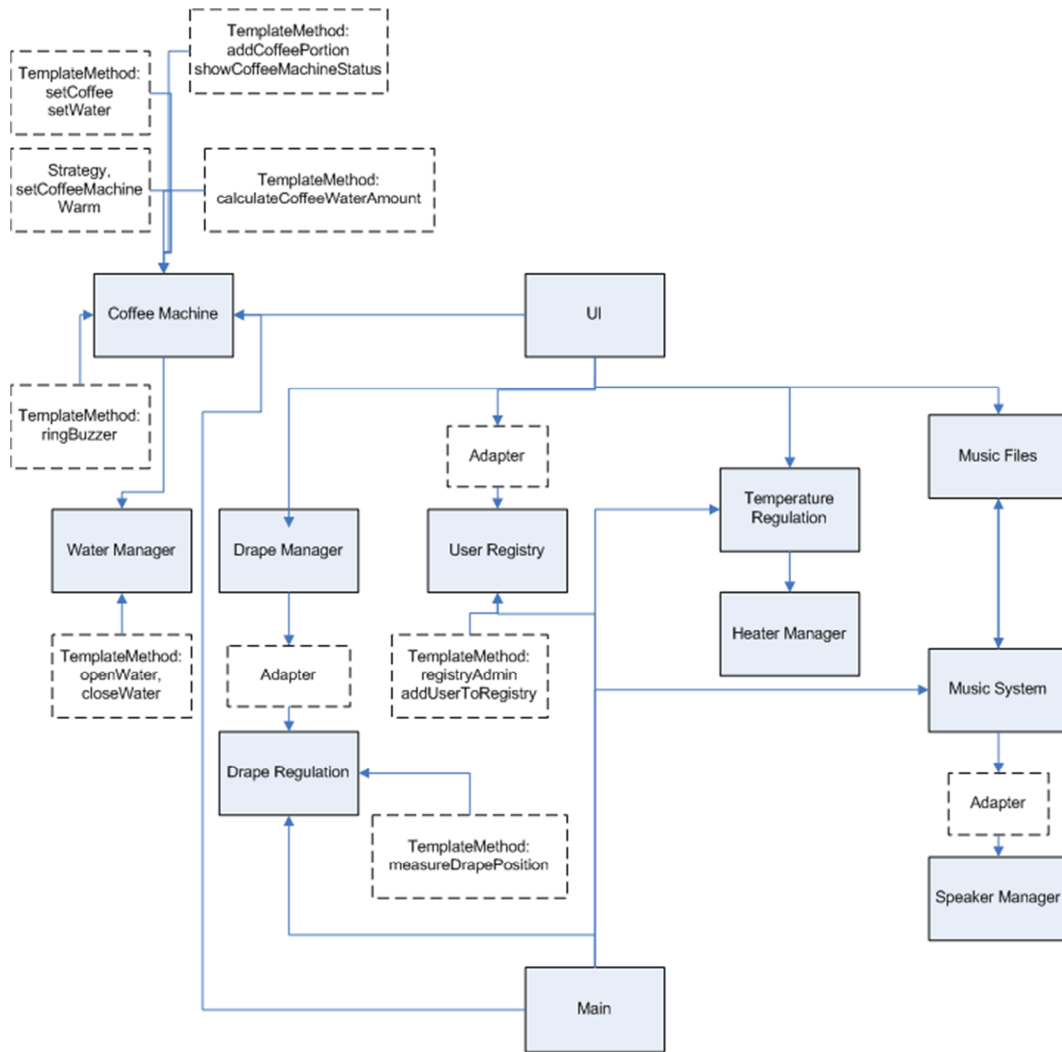 TemplateMethod:
addCoffeePortion
showCoffeeMachineStatus
TemplateMethod:
setCoffee
setWater
Strategy,
setCoffeeMachine
Warm
TemplateMethod:
calculateCoffeeWaterAmount
Coffee Machine
UI
TemplateMethod:
ringBuzzer
Adapter
Music Files
Temperature
Regulation
Water Manager
Drape Manager
User Registry
Heater Manager
TemplateMethod:
openWater,
closeWater
Adapter
TemplateMethod:
registryAdmin
addUserToRegistry
Music System
Drape Regulation
Adapter
TemplateMethod:
measureDrapePosition
Speaker Manager
Main